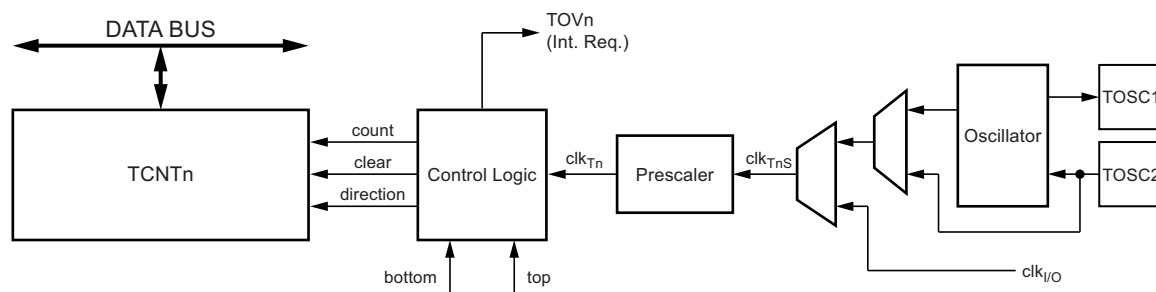 DATA BUS
TOVn
(Int. Req.)
TCNTn
count
clear
direction
Control Logic
clkTn
Prescaler
clkTnS
Oscillator
TOSC1
TOSC2
bottom
top
clkI/O